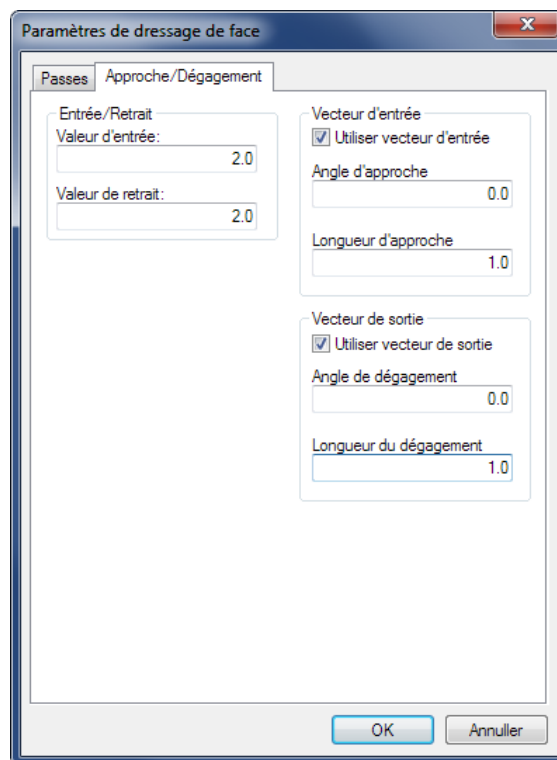 Paramètres de dressage de face
Passes
Approche/Dégagement
Entrée/Retrait
Valeur d'entrée:
2.0
Valeur de retrait:
2.0
Vecteur d'entrée
Utiliser vecteur d'entrée
Angle d'approche
0.0
Longueur d'approche
1.0
Vecteur de sortie
Utiliser vecteur de sortie
Angle de dégagement
0.0
Longueur du dégagement
1.0
OK
Annuller